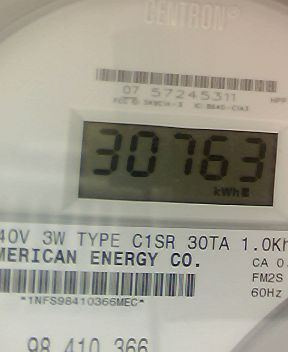 CENTRON®
07 57245311
30763
kWh
40V 3W TYPE C1SR 30TA 1.0Kh
MERICAN ENERGY CO.
CA 0.
FM2S
60Hz
*1NFS98410366MEC*
98 410 366